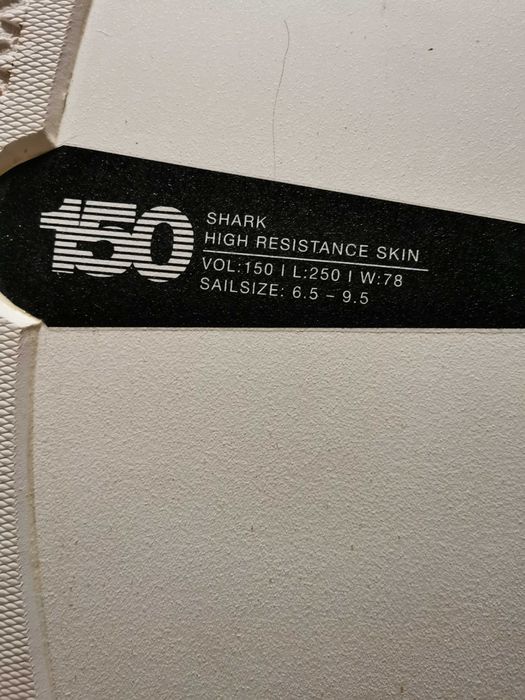 150
SHARK
HIGH RESISTANCE SKIN
VOL:150 | L:250 | W:78
SAILSIZE: 6.5 – 9.5